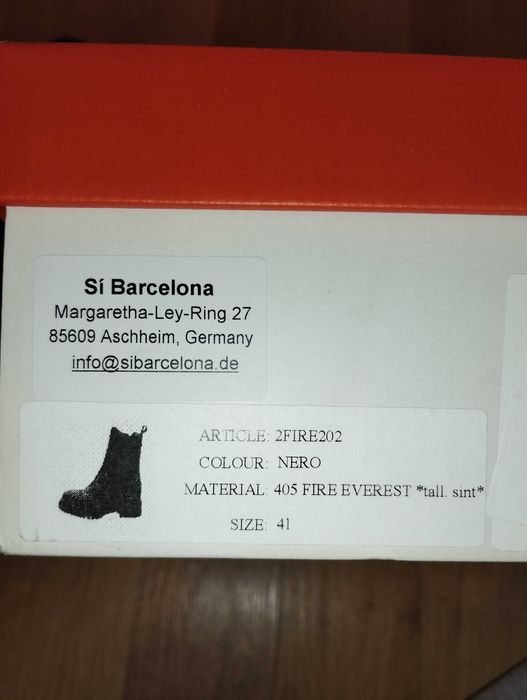 Sí Barcelona
Margaretha-Ley-Ring 27
85609 Aschheim, Germany
info@sibarcelona.de
ARTICLE: 2FIRE202
COLOUR: NERO
MATERIAL: 405 FIRE EVEREST *tall. sint*
SIZE: 41